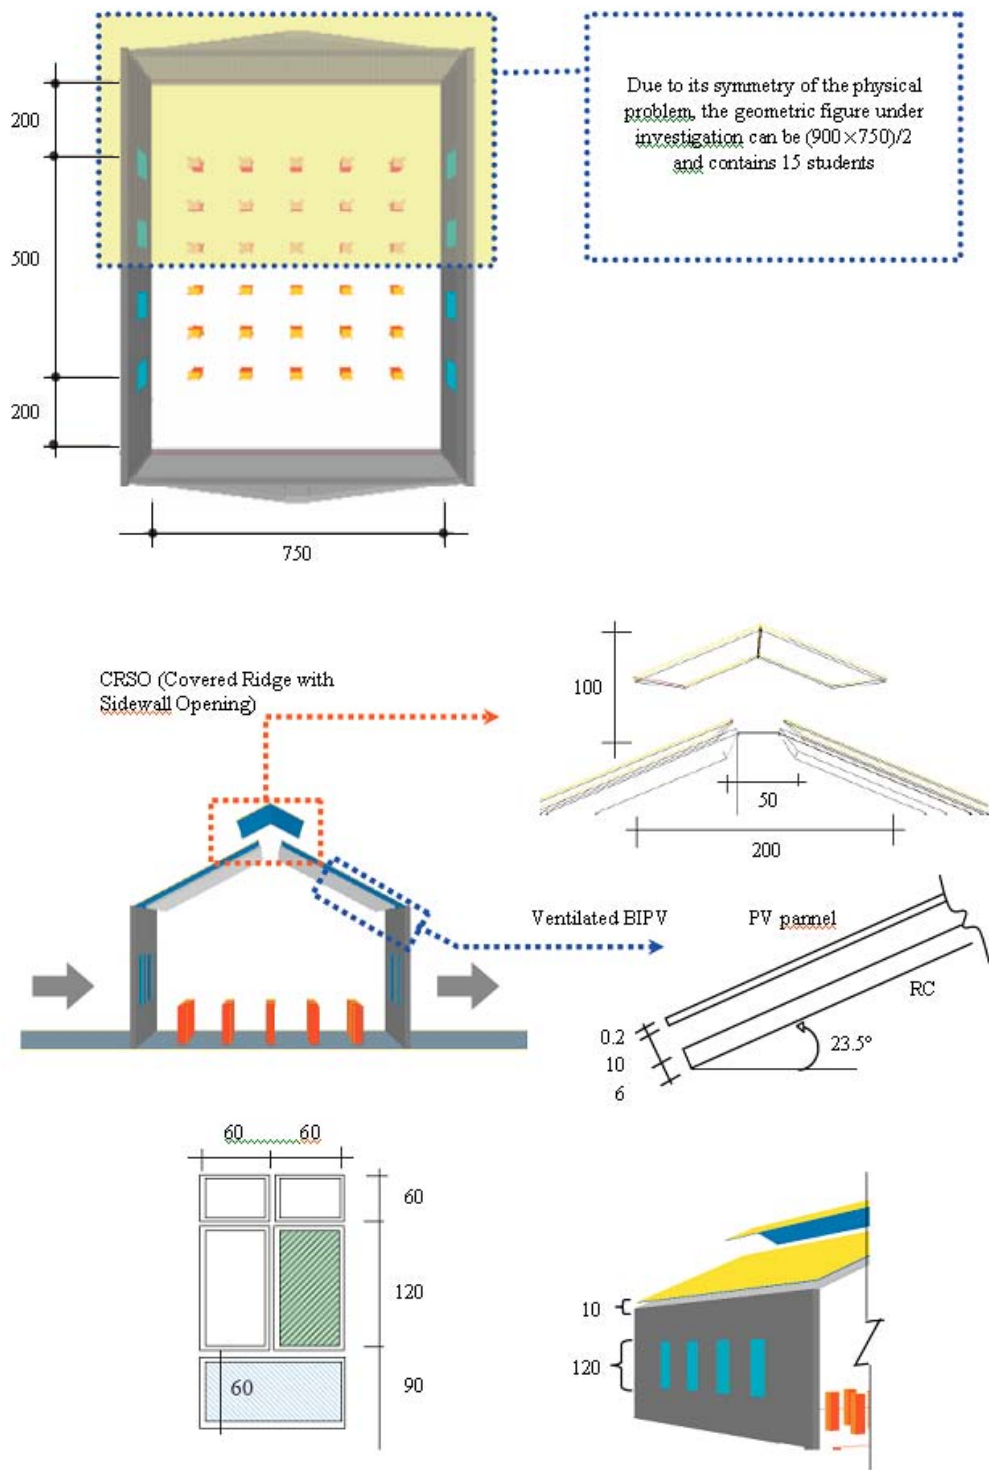 200
500
200
750
Due to its symmetry of the physical
problem, the geometric figure under
investigation can be (900×750)/2
and contains 15 students
CRSO (Covered Ridge with
Sidewall Opening)
100
50
200
Ventilated BIPV
PV pannel
RC
0.2
10
6
23.5°
60 60
60
120
90
60
10
120